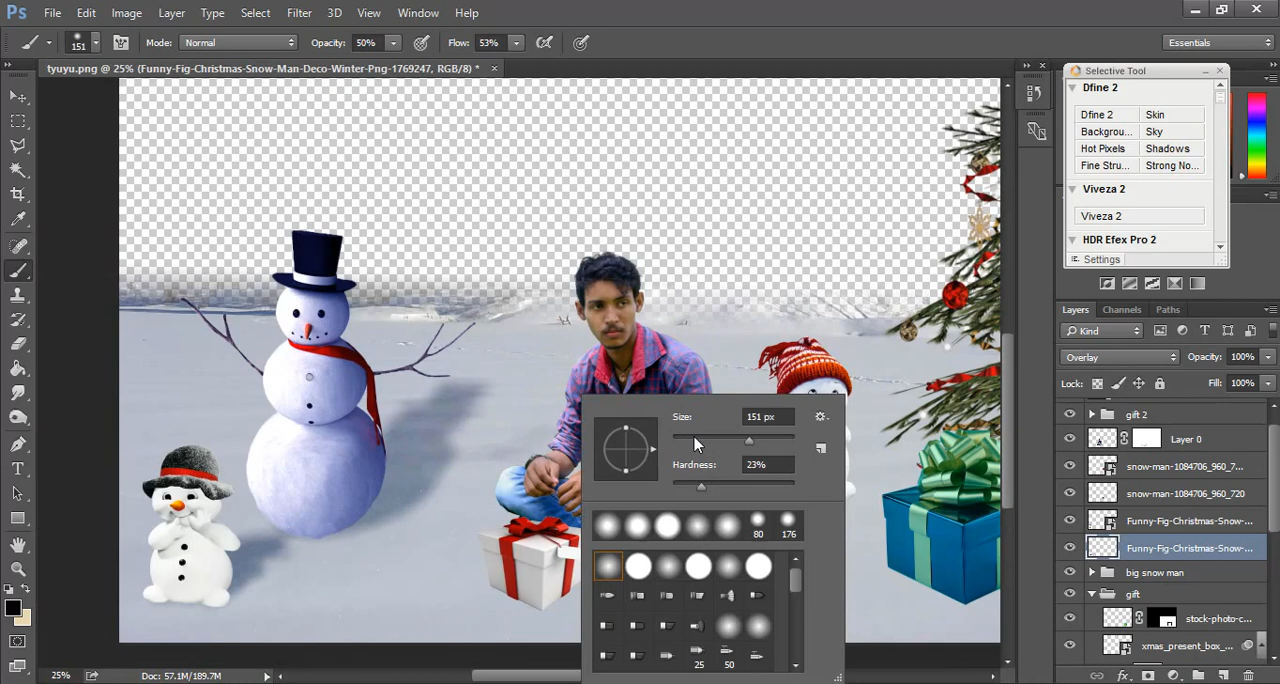 Ps File Edit Image Layer Type Select Filter 3D View Window Help
151 Mode: Normal Opacity: 50% Flow: 53% Essentials
tyuyu.png @ 25% (Funny-Fig-Christmas-Snow-Man-Deco-Winter-Png-1769247, RGB/8) * ×
Selective Tool
Dfine 2
Dfine 2 Skin
Backgrou... Sky
Hot Pixels Shadows
Fine Stru... Strong No...
Viveza 2
Viveza 2
HDR Efex Pro 2
Settings
Layers Channels Paths
Kind
Overlay Opacity: 100%
Lock: Fill: 100%
gift 2
Layer 0
snow-man-1084706_960_7...
snow-man-1084706_960_720
Funny-Fig-Christmas-Snow-...
Funny-Fig-Christmas-Snow-...
big snow man
gift
stock-photo-c...
xmas_present_box_...
Size: 151 px
Hardness: 23%
80 176
25 50
25% Doc: 57.1M/189.7M